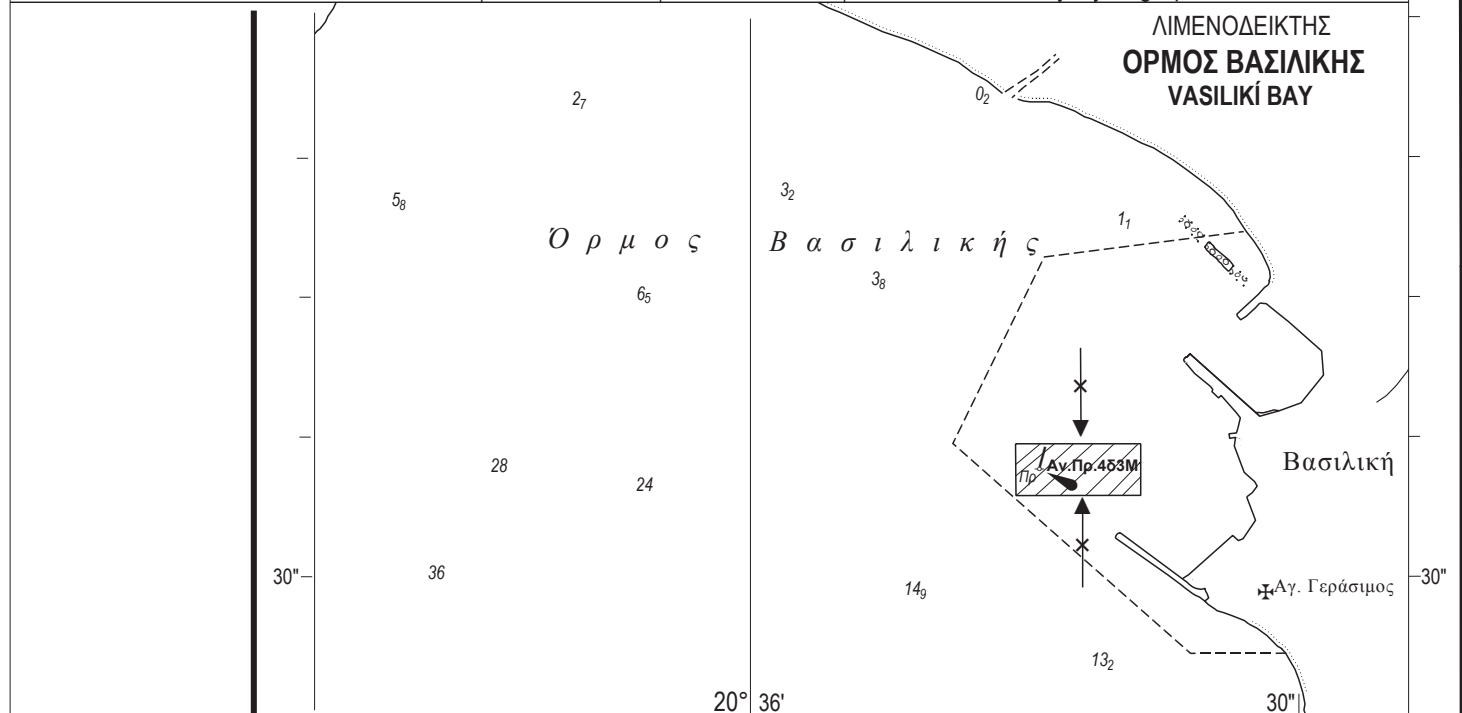 ΛΙΜΕΝΟΔΕΙΚΤΗΣ
ΟΡΜΟΣ ΒΑΣΙΛΙΚΗΣ
VASILIKÍ BAY
2₇
0₂
5₈
3₂
1₁
Όρμος Βασιλικής
3₈
6₅
Αν.Πρ.4δ3Μ
Πρ
Βασιλική
28
24
36
30"
14₉
Αγ. Γεράσιμος
30"
13₂
20° 36'
30"